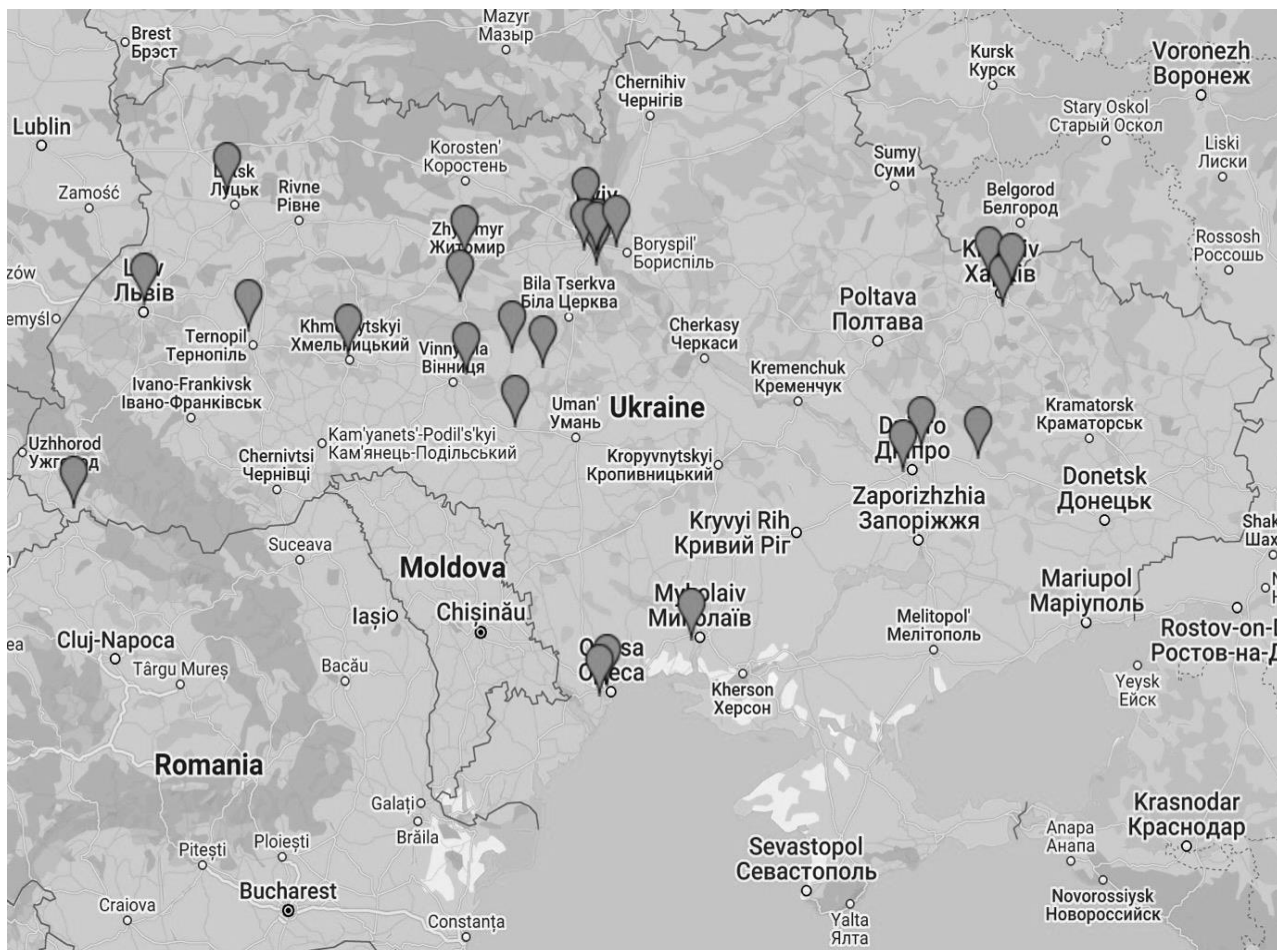 Mazyr
Мазыр
Brest
Брэст
Kursk
Курск
Voronezh
Воронеж
Chernihiv
Чернігів
Stary Oskol
Старый Оскол
Lublin
Korosten'
Коростень
Sumy
Суми
Liski
Лиски
Луцьк
Rivne
Рівне
Zamość
Belgorod
Белгород
Житомир
Boryspil'
Бориспіль
Rossosh
Россошь
Львів
Bila Tserkva
Біла Церква
Poltava
Полтава
Ternopil
Тернопіль
Хмельницький
Cherkasy
Черкаси
Вінниця
Kremenchuk
Кременчук
Ivano-Frankivsk
Івано-Франківськ
Uman'
Умань
Ukraine
Kramatorsk
Краматорськ
Uzhhorod
Kam'yanets'-Podil's'kyi
Кам'янець-Подільський
Chernivtsi
Чернівці
Kropyvnytskyi
Кропивницький
Donetsk
Донецьк
Zaporizhzhia
Запоріжжя
Kryvyi Rih
Кривий Ріг
Suceava
Moldova
Chișinău
Iași
Mariupol
Маріуполь
Melitopol'
Мелітополь
Cluj-Napoca
Târgu Mureș
Bacău
Kherson
Херсон
Yeysk
Ейск
Romania
Galați
Brăila
Krasnodar
Краснодар
Anapa
Анапа
Sevastopol
Севастополь
Pitești
Ploiești
Bucharest
Novorossiysk
Новороссийск
Craiova
Constanța
Yalta
Ялта